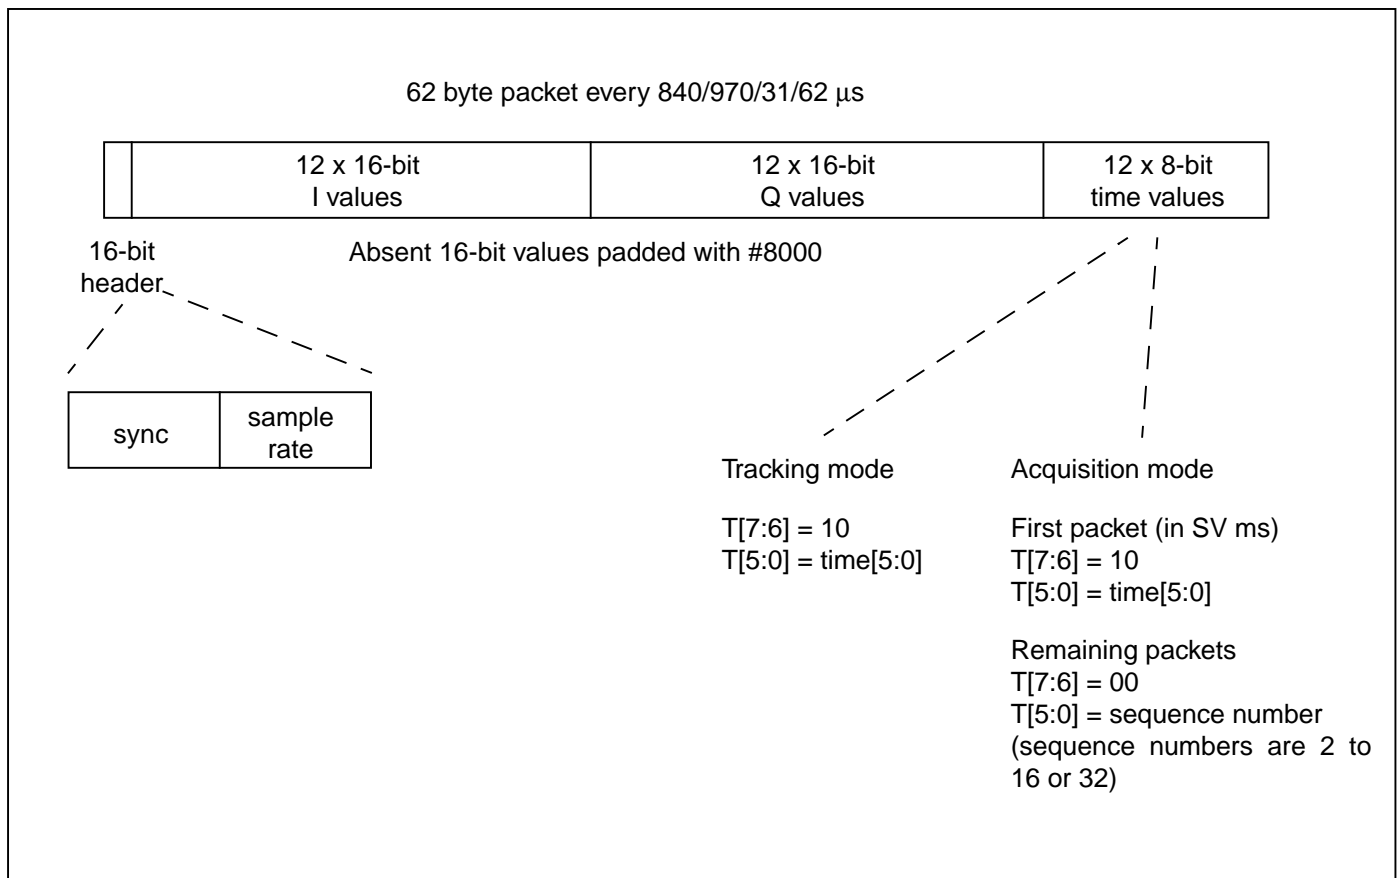 62 byte packet every 840/970/31/62 μs
12 x 16-bit
I values
12 x 16-bit
Q values
12 x 8-bit
time values
16-bit
header
Absent 16-bit values padded with #8000
sync
sample
rate
Tracking mode
T[7:6] = 10
T[5:0] = time[5:0]
Acquisition mode
First packet (in SV ms)
T[7:6] = 10
T[5:0] = time[5:0]
Remaining packets
T[7:6] = 00
T[5:0] = sequence number
(sequence numbers are 2 to
16 or 32)